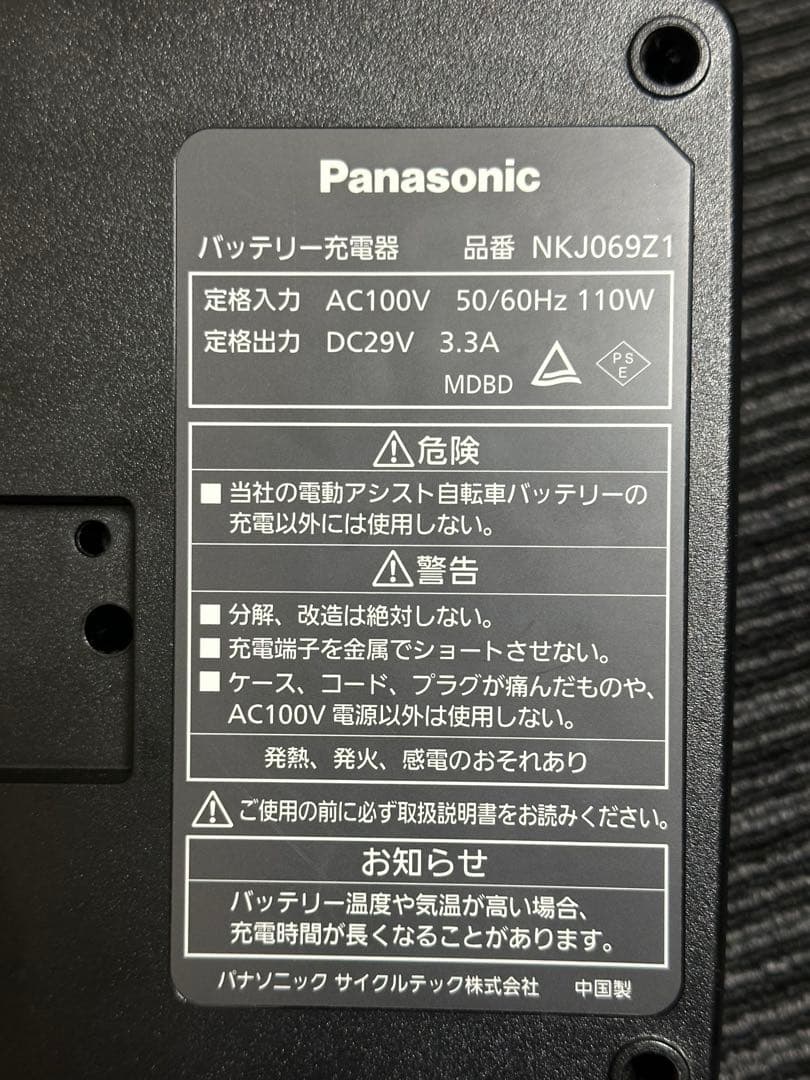 Panasonic
バッテリー充電器 品番 NKJ069Z1
定格入力 AC100V 50/60Hz 110W
定格出力 DC29V 3.3A
MDBD
PS
E
危険
■ 当社の電動アシスト自転車バッテリーの
充電以外には使用しない。
警告
■ 分解、改造は絶対しない。
■ 充電端子を金属でショートさせない。
■ ケース、コード、プラグが痛んだものや、
AC100V 電源以外は使用しない。
発熱、発火、感電のおそれあり
ご使用の前に必ず取扱説明書をお読みください。
お知らせ
バッテリー温度や気温が高い場合、
充電時間が長くなることがあります。
パナソニック サイクルテック株式会社 中国製